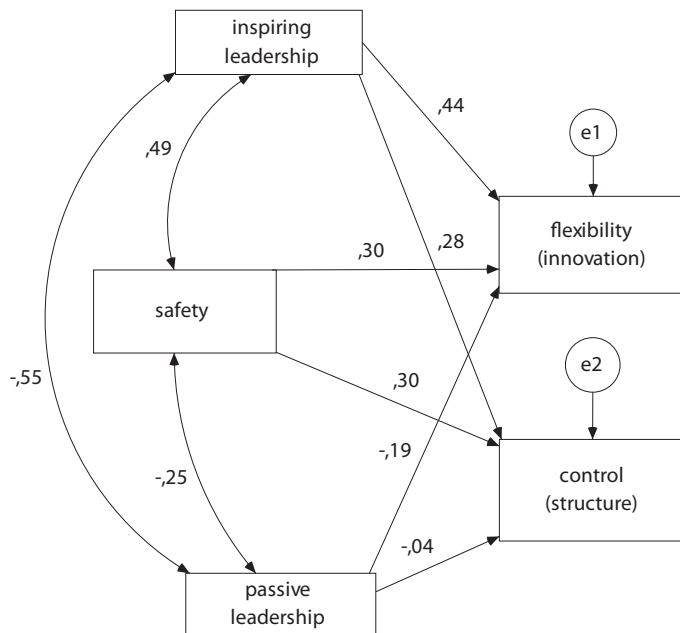 inspiring
leadership
,44
e1
,49
flexibility
(innovation)
,30
,28
safety
e2
-,55
,30
-,19
control
(structure)
-,25
-,04
passive
leadership